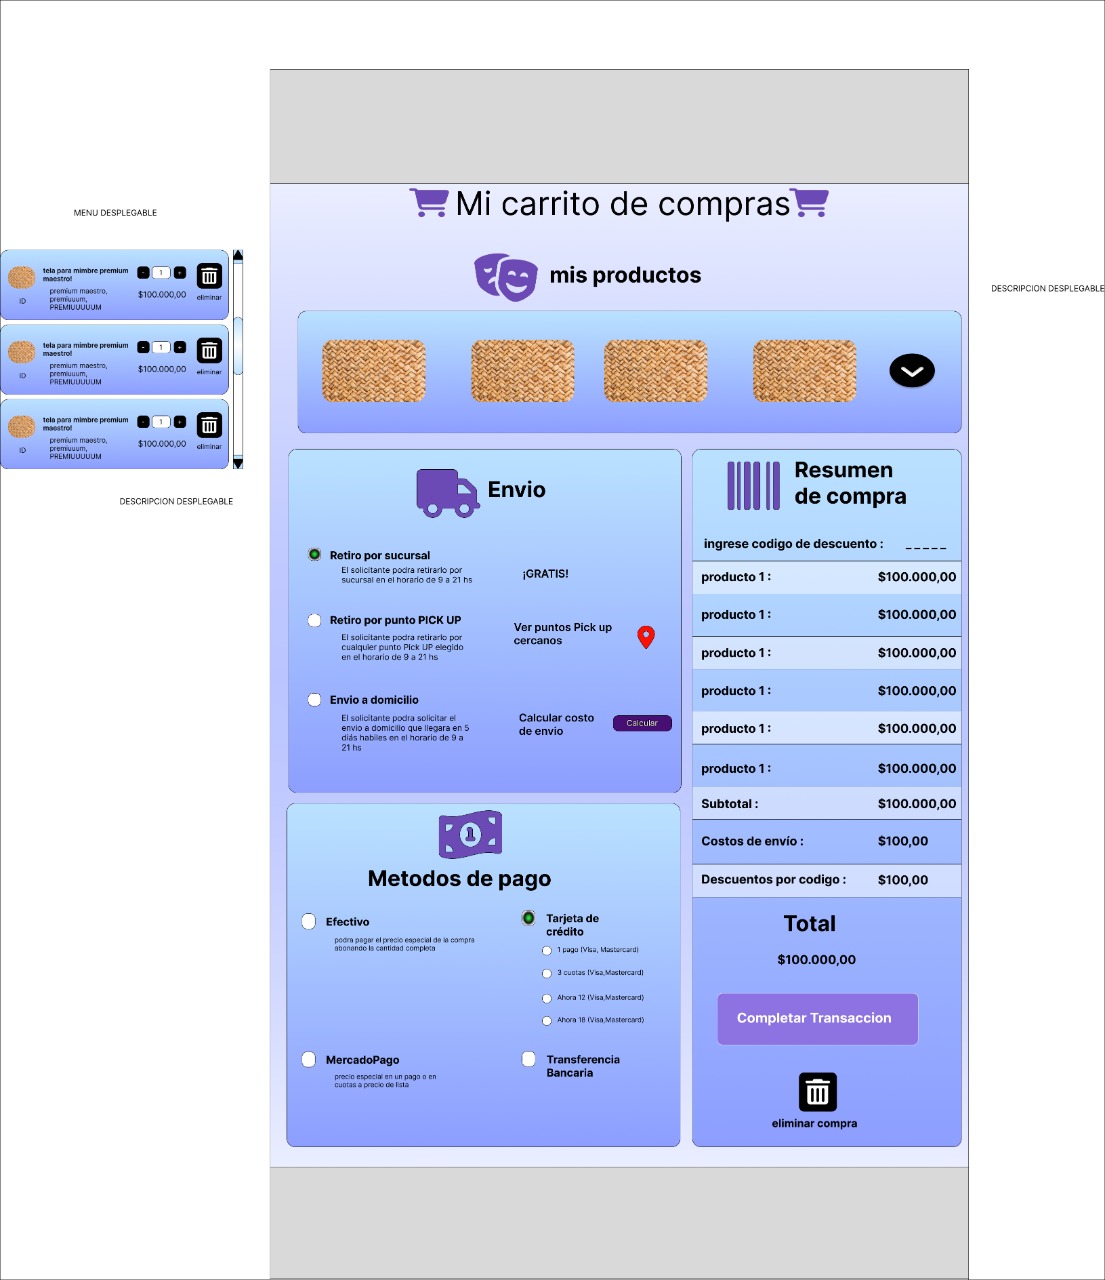 Mi carrito de compras
MENU DESPLEGABLE
mis productos
DESCRIPCION DESPLEGABLE
tela para mimbre premium
maestro!
premium maestro,
premiuuum,
PREMIUUUUUM
ID
- 1 +
$100.000,00
eliminar
tela para mimbre premium
maestro!
premium maestro,
premiuuum,
PREMIUUUUUM
ID
- 1 +
$100.000,00
eliminar
tela para mimbre premium
maestro!
premium maestro,
premiuuum,
PREMIUUUUUM
ID
- 1 +
$100.000,00
eliminar
DESCRIPCION DESPLEGABLE
Envio
Retiro por sucursal
El solicitante podra retirarlo por
sucursal en el horario de 9 a 21 hs
¡GRATIS!
Retiro por punto PICK UP
El solicitante podra retirarlo por
cualquier punto Pick UP elegido
en el horario de 9 a 21 hs
Ver puntos Pick up
cercanos
Envio a domicilio
El solicitante podra solicitar el
envio a domicilio que llegara en 5
diás habiles en el horario de 9 a
21 hs
Calcular costo
de envio
Calcular
Metodos de pago
Efectivo
podra pagar el precio especial de la compra
abonando la cantidad completa
Tarjeta de
crédito
1 pago (Visa, Mastercard)
3 cuotas (Visa,Mastercard)
Ahora 12 (Visa,Mastercard)
Ahora 18 (Visa,Mastercard)
MercadoPago
precio especial en un pago o en
cuotas a precio de lista
Transferencia
Bancaria
Resumen
de compra
ingrese codigo de descuento : _ _ _ _ _
producto 1 : $100.000,00
producto 1 : $100.000,00
producto 1 : $100.000,00
producto 1 : $100.000,00
producto 1 : $100.000,00
producto 1 : $100.000,00
Subtotal : $100.000,00
Costos de envío : $100,00
Descuentos por codigo : $100,00
Total
$100.000,00
Completar Transaccion
eliminar compra